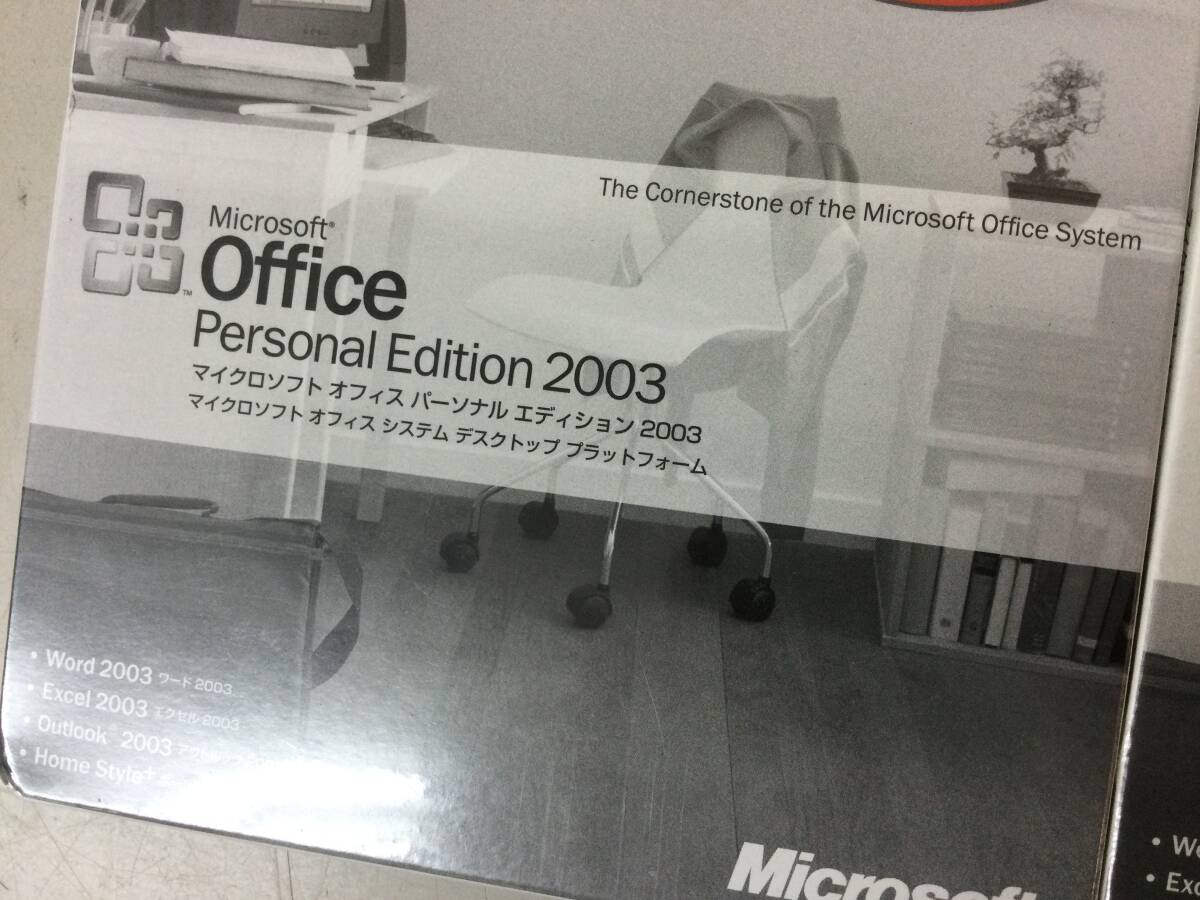 The Cornerstone of the Microsoft Office System
Microsoft®
Office
™
Personal Edition 2003
マイクロソフト オフィス パーソナル エディション 2003
マイクロソフト オフィス システム デスクトップ プラットフォーム
• Word 2003 ワード 2003
• Excel 2003 エクセル 2003
• Outlook 2003
• Home Style+
Microsoft